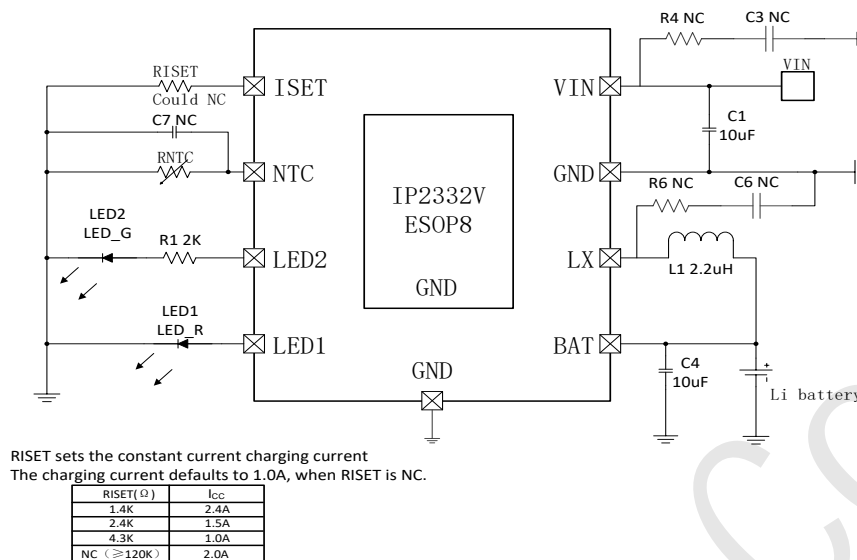 R4 NC
C3 NC
RISET
Could NC
ISET
VIN
VIN
C7 NC
C1
10uF
RNTC
NTC
IP2332V
ESOP8
GND
GND
R6 NC
C6 NC
LED2
LED_G
R1 2K
LED2
LX
L1 2.2uH
LED1
LED_R
LED1
BAT
GND
C4
10uF
+
-
Li battery
RISET sets the constant current charging current
The charging current defaults to 1.0A, when RISET is NC.
RISET(Ω) ICC
1.4K 2.4A
2.4K 1.5A
4.3K 1.0A
NC (≥120K) 2.0A